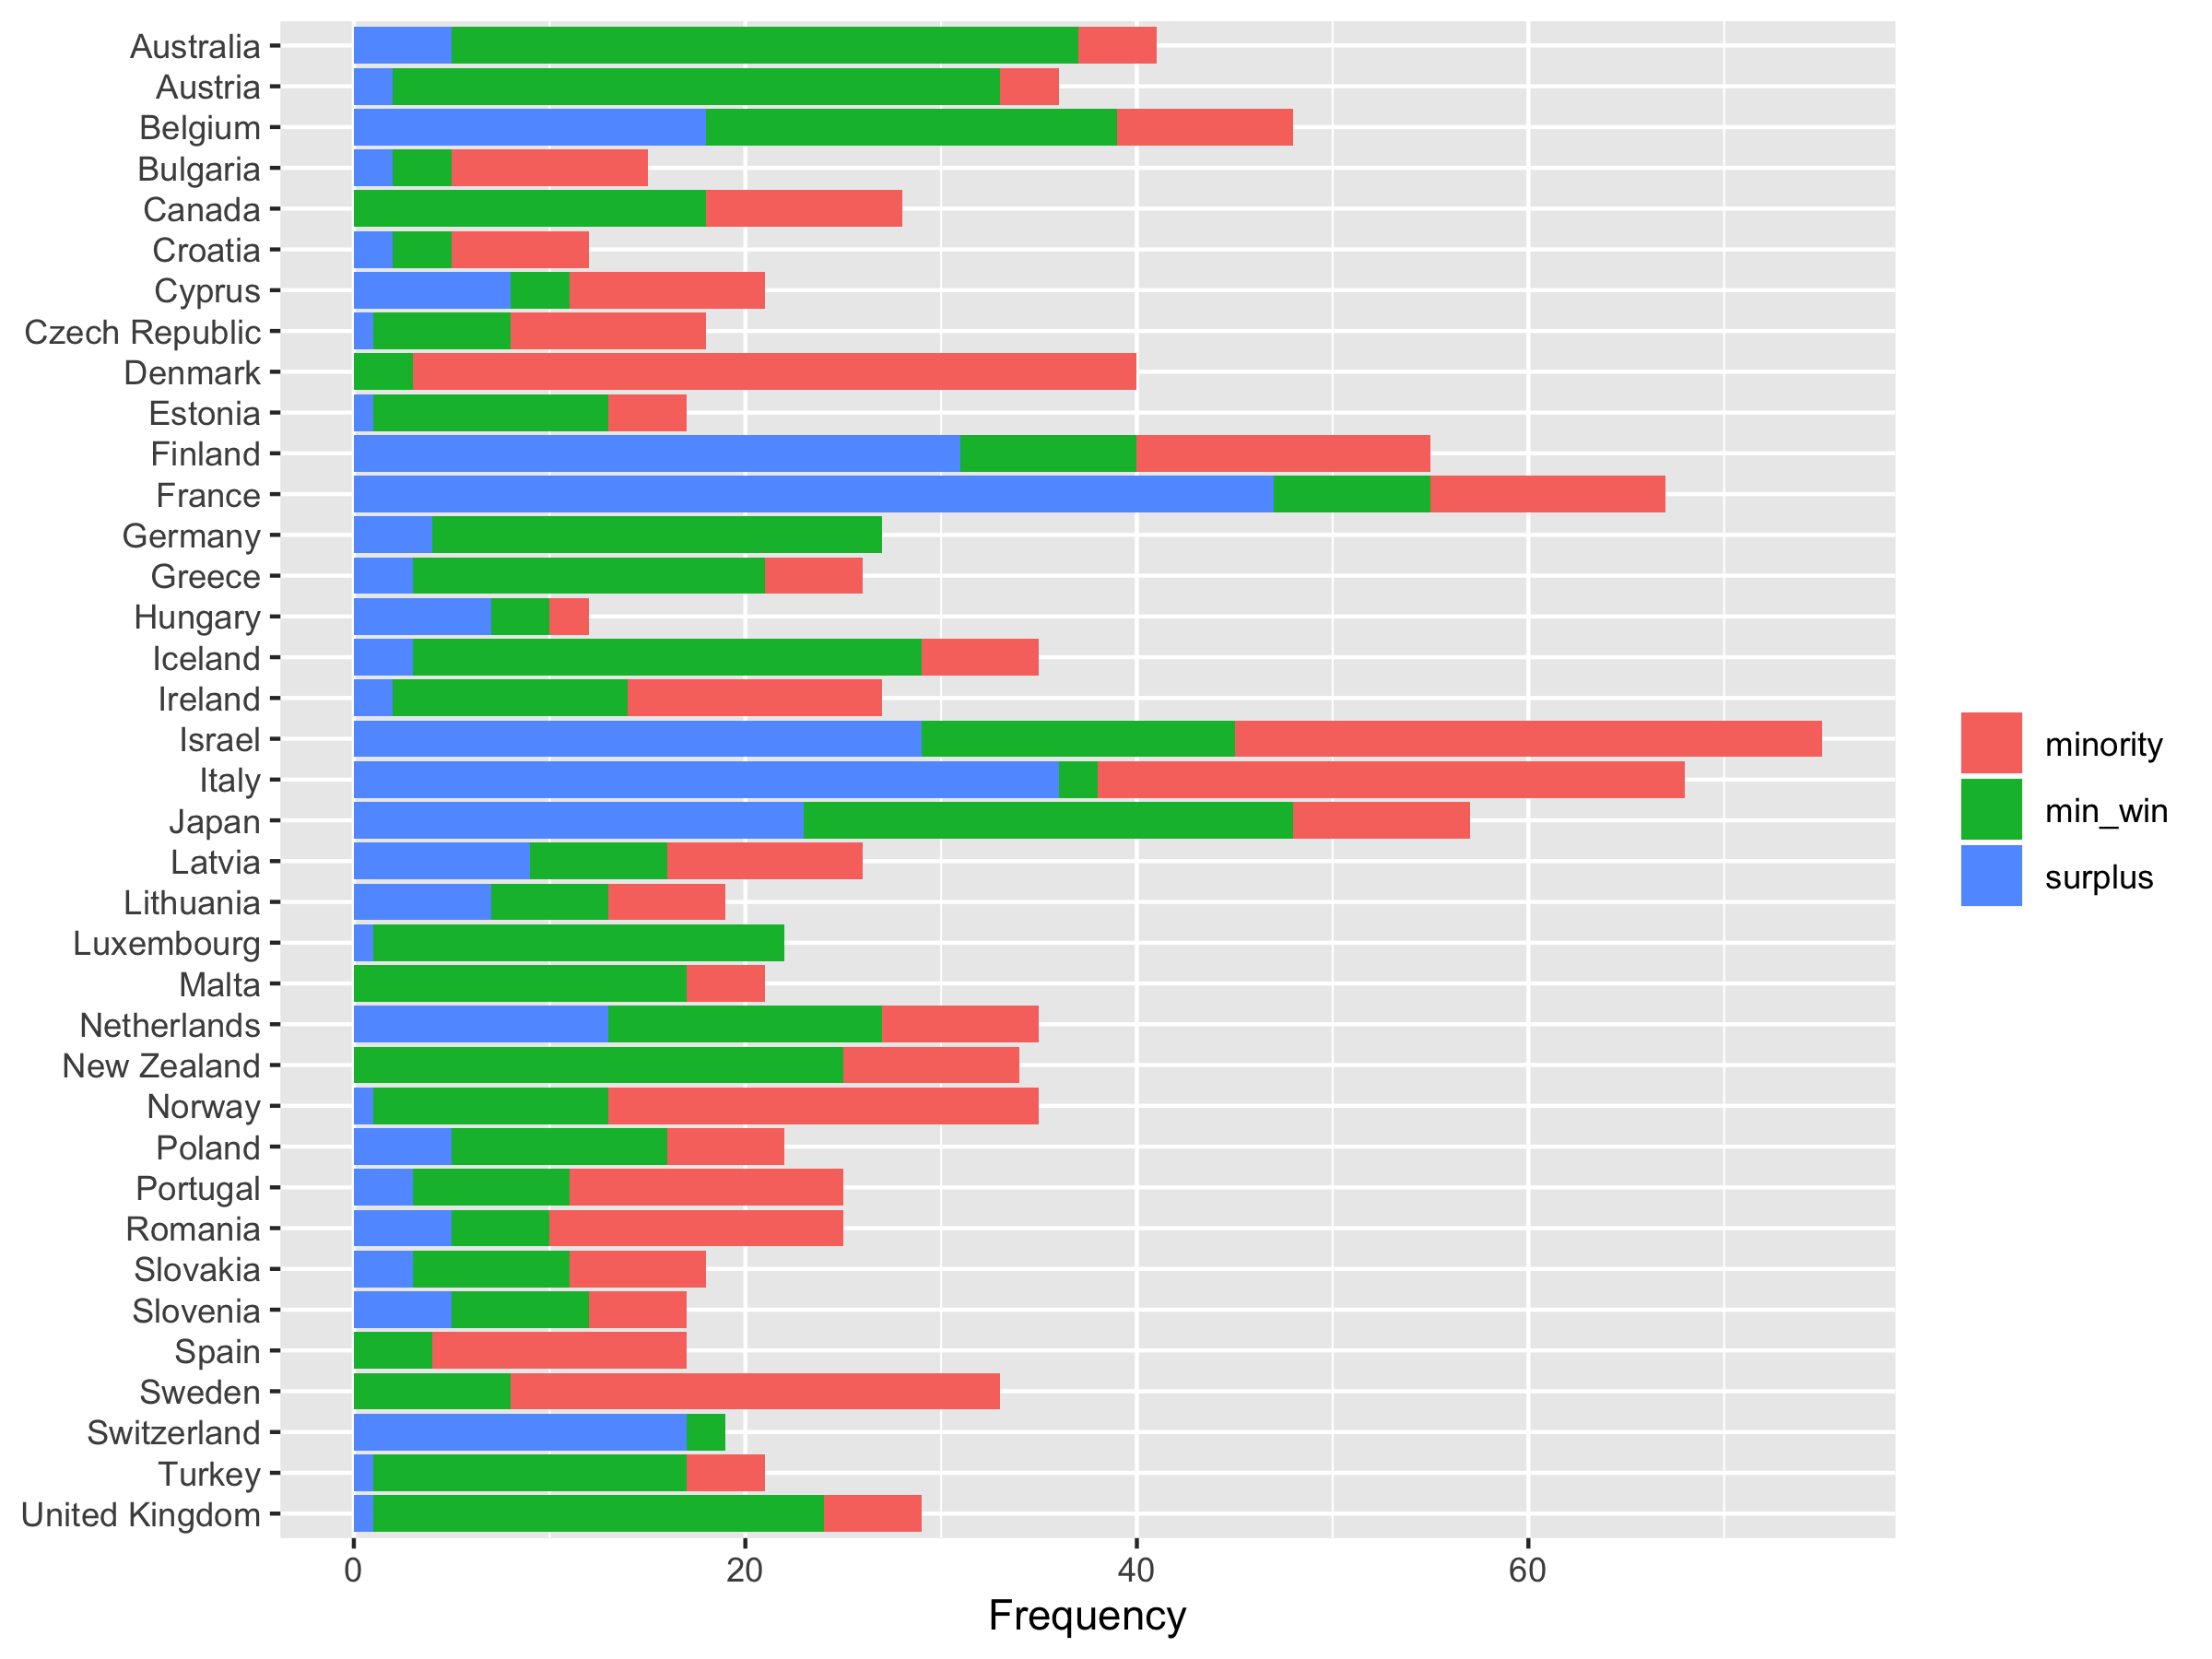 Australia
Austria
Belgium
Bulgaria
Canada
Croatia
Cyprus
Czech Republic
Denmark
Estonia
Finland
France
Germany
Greece
Hungary
Iceland
Ireland
Israel
Italy
Japan
Latvia
Lithuania
Luxembourg
Malta
Netherlands
New Zealand
Norway
Poland
Portugal
Romania
Slovakia
Slovenia
Spain
Sweden
Switzerland
Turkey
United Kingdom
0 20 40 60
Frequency
minority
min_win
surplus